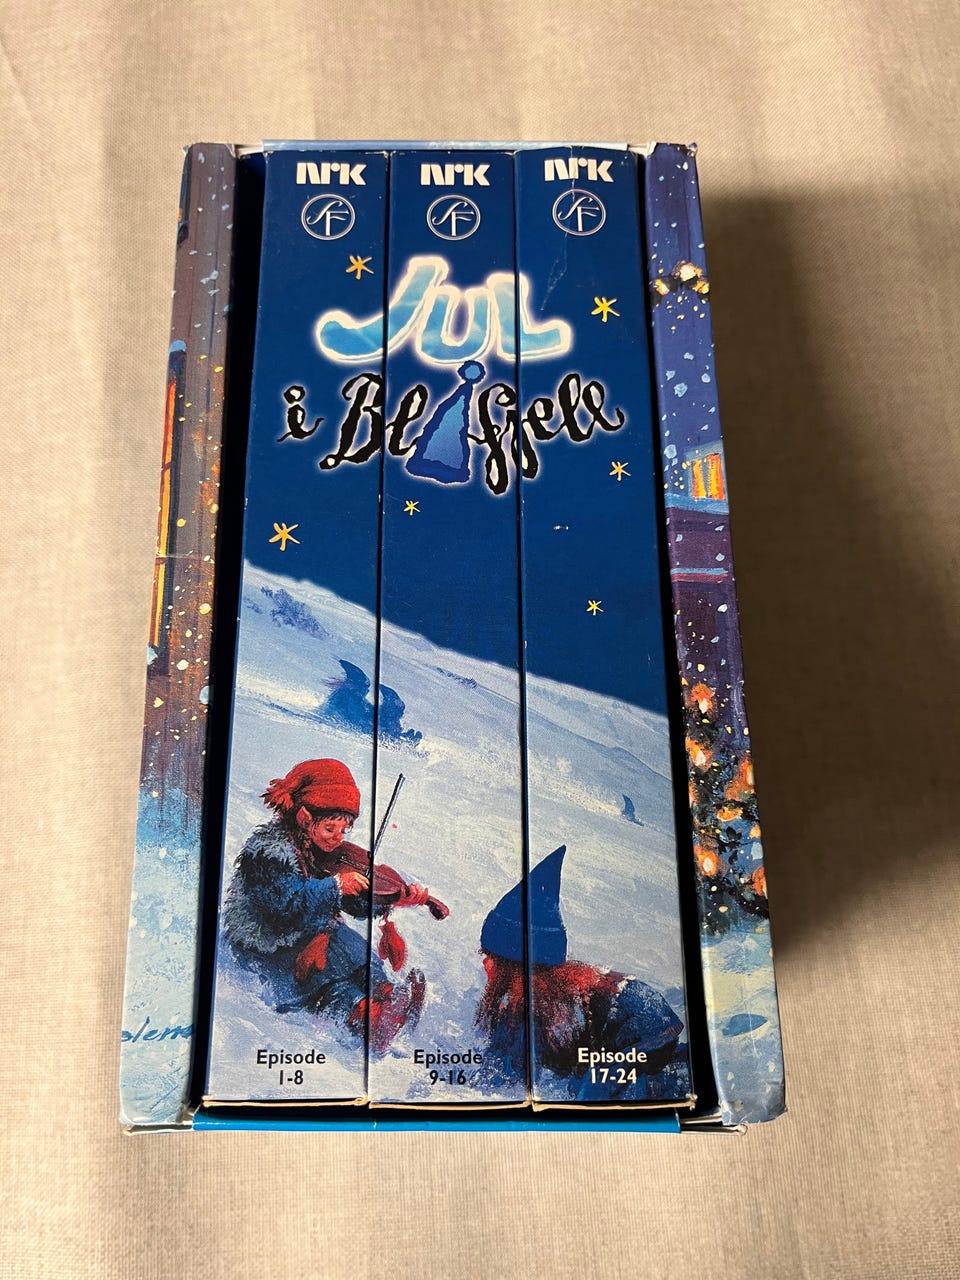 NRK NRK NRK
SF SF SF
Jul
i Blåfjell
Episode
1-8
Episode
9-16
Episode
17-24